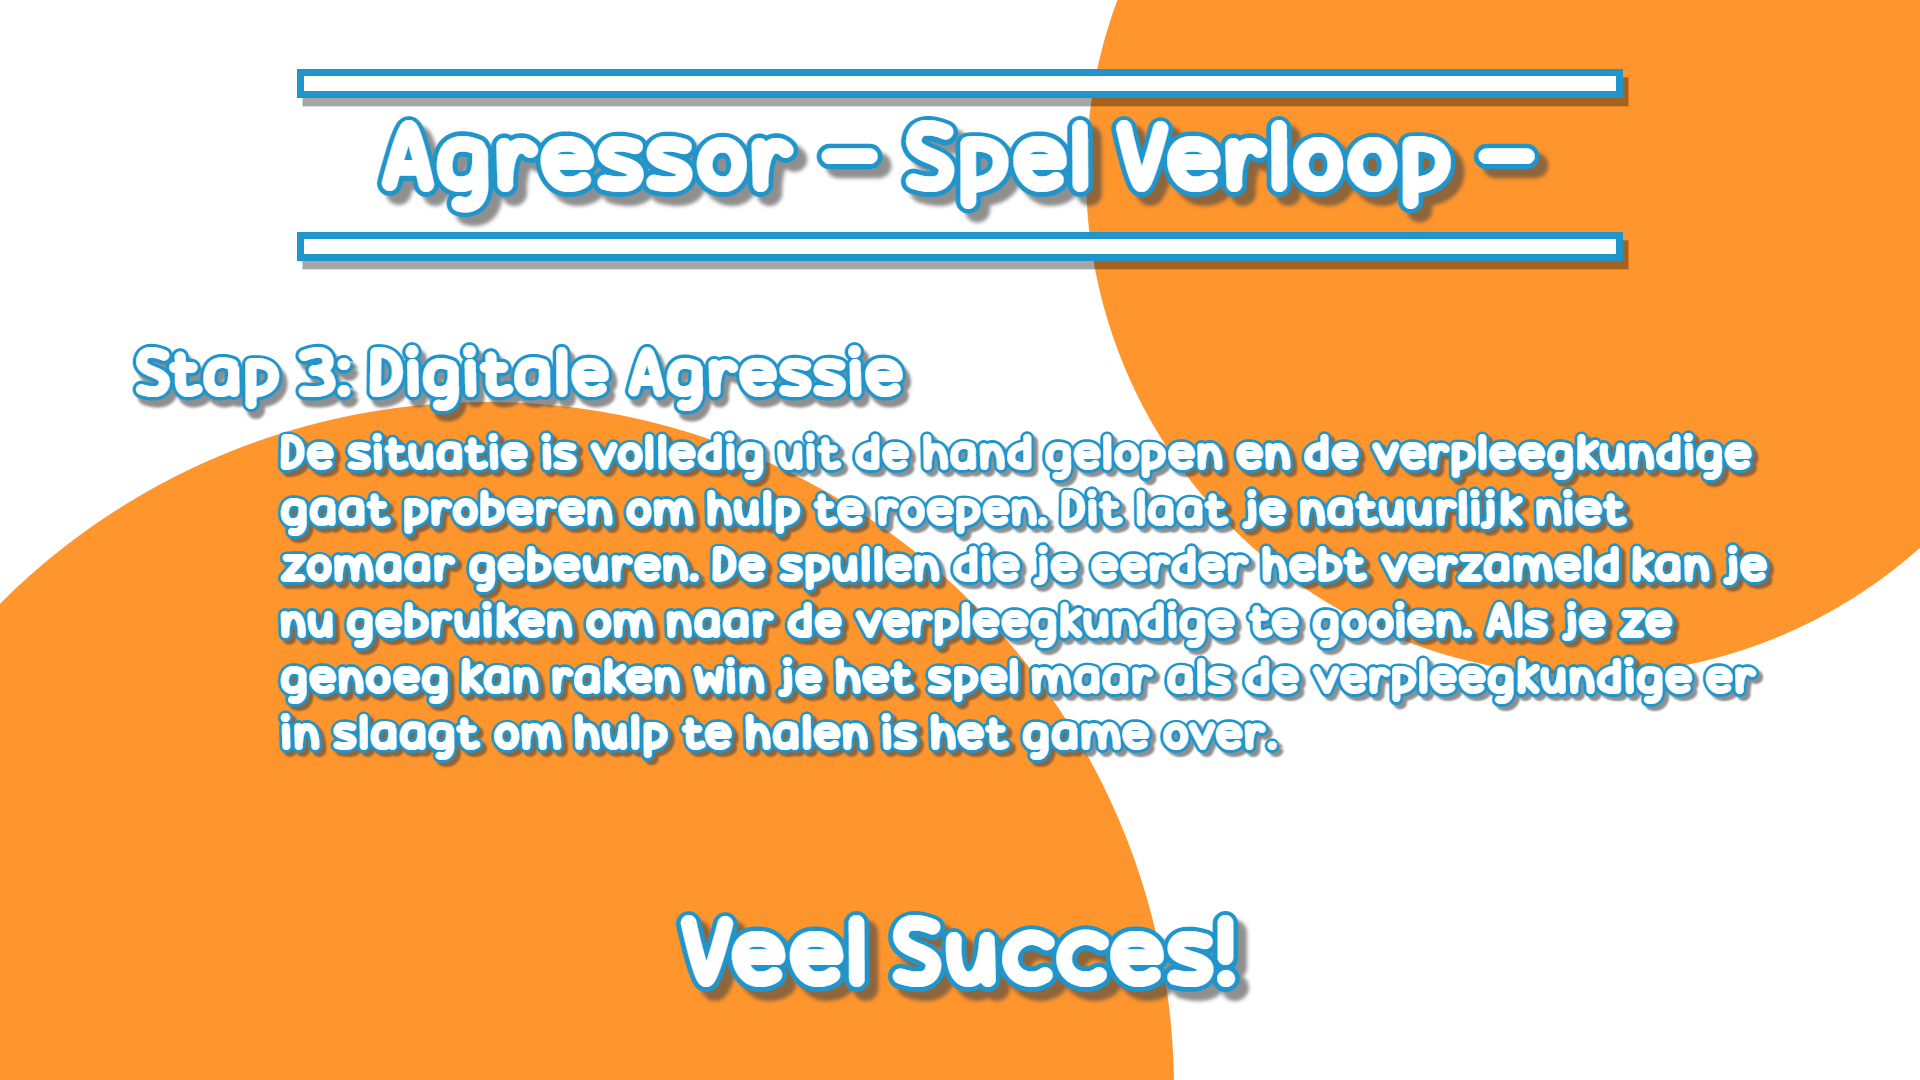 Agressor – Spel Verloop –
Stap 3: Digitale Agressie
De situatie is volledig uit de hand gelopen en de verpleegkundige
gaat proberen om hulp te roepen. Dit laat je natuurlijk niet
zomaar gebeuren. De spullen die je eerder hebt verzameld kan je
nu gebruiken om naar de verpleegkundige te gooien. Als je ze
genoeg kan raken win je het spel maar als de verpleegkundige er
in slaagt om hulp te halen is het game over.
Veel Succes!